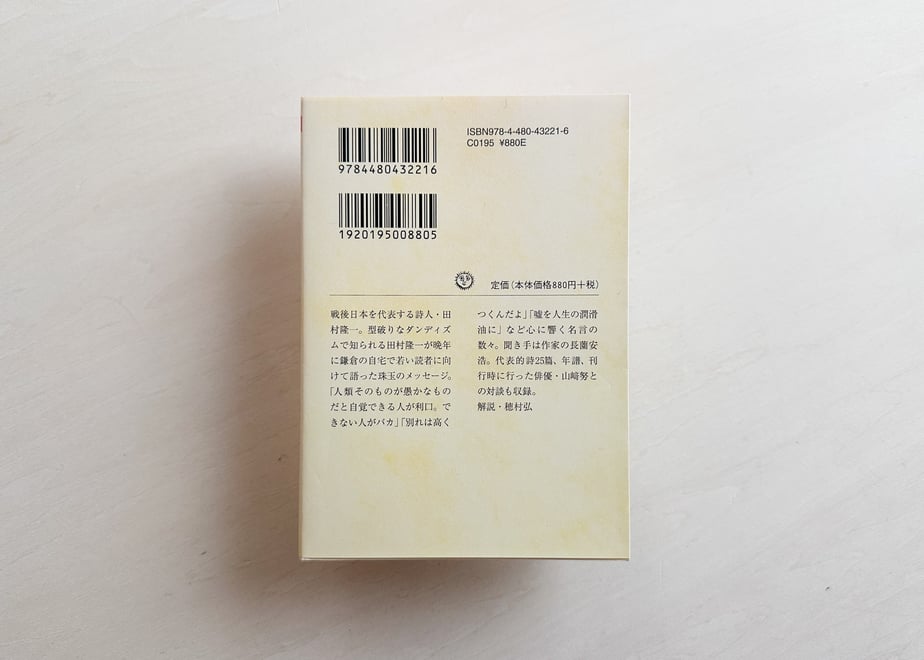 9784480432216
ISBN978-4-480-43221-6
C0195 ¥880E
1920195008805
定価(本体価格880円+税)
戦後日本を代表する詩人・田
村隆一。型破りなダンディズ
ムで知られる田村隆一が晩年
に鎌倉の自宅で若い読者に向
けて語った珠玉のメッセージ。
「人類そのものが愚かなもの
だと自覚できる人が利口。で
きない人がバカ」「別れは高く
つくんだよ」「嘘を人生の潤滑
油に」など心に響く名言の
数々。聞き手は作家の長薗安
浩。代表的詩25篇、年譜、刊
行時に行った俳優・山﨑努と
の対談も収録。
解説・穂村弘